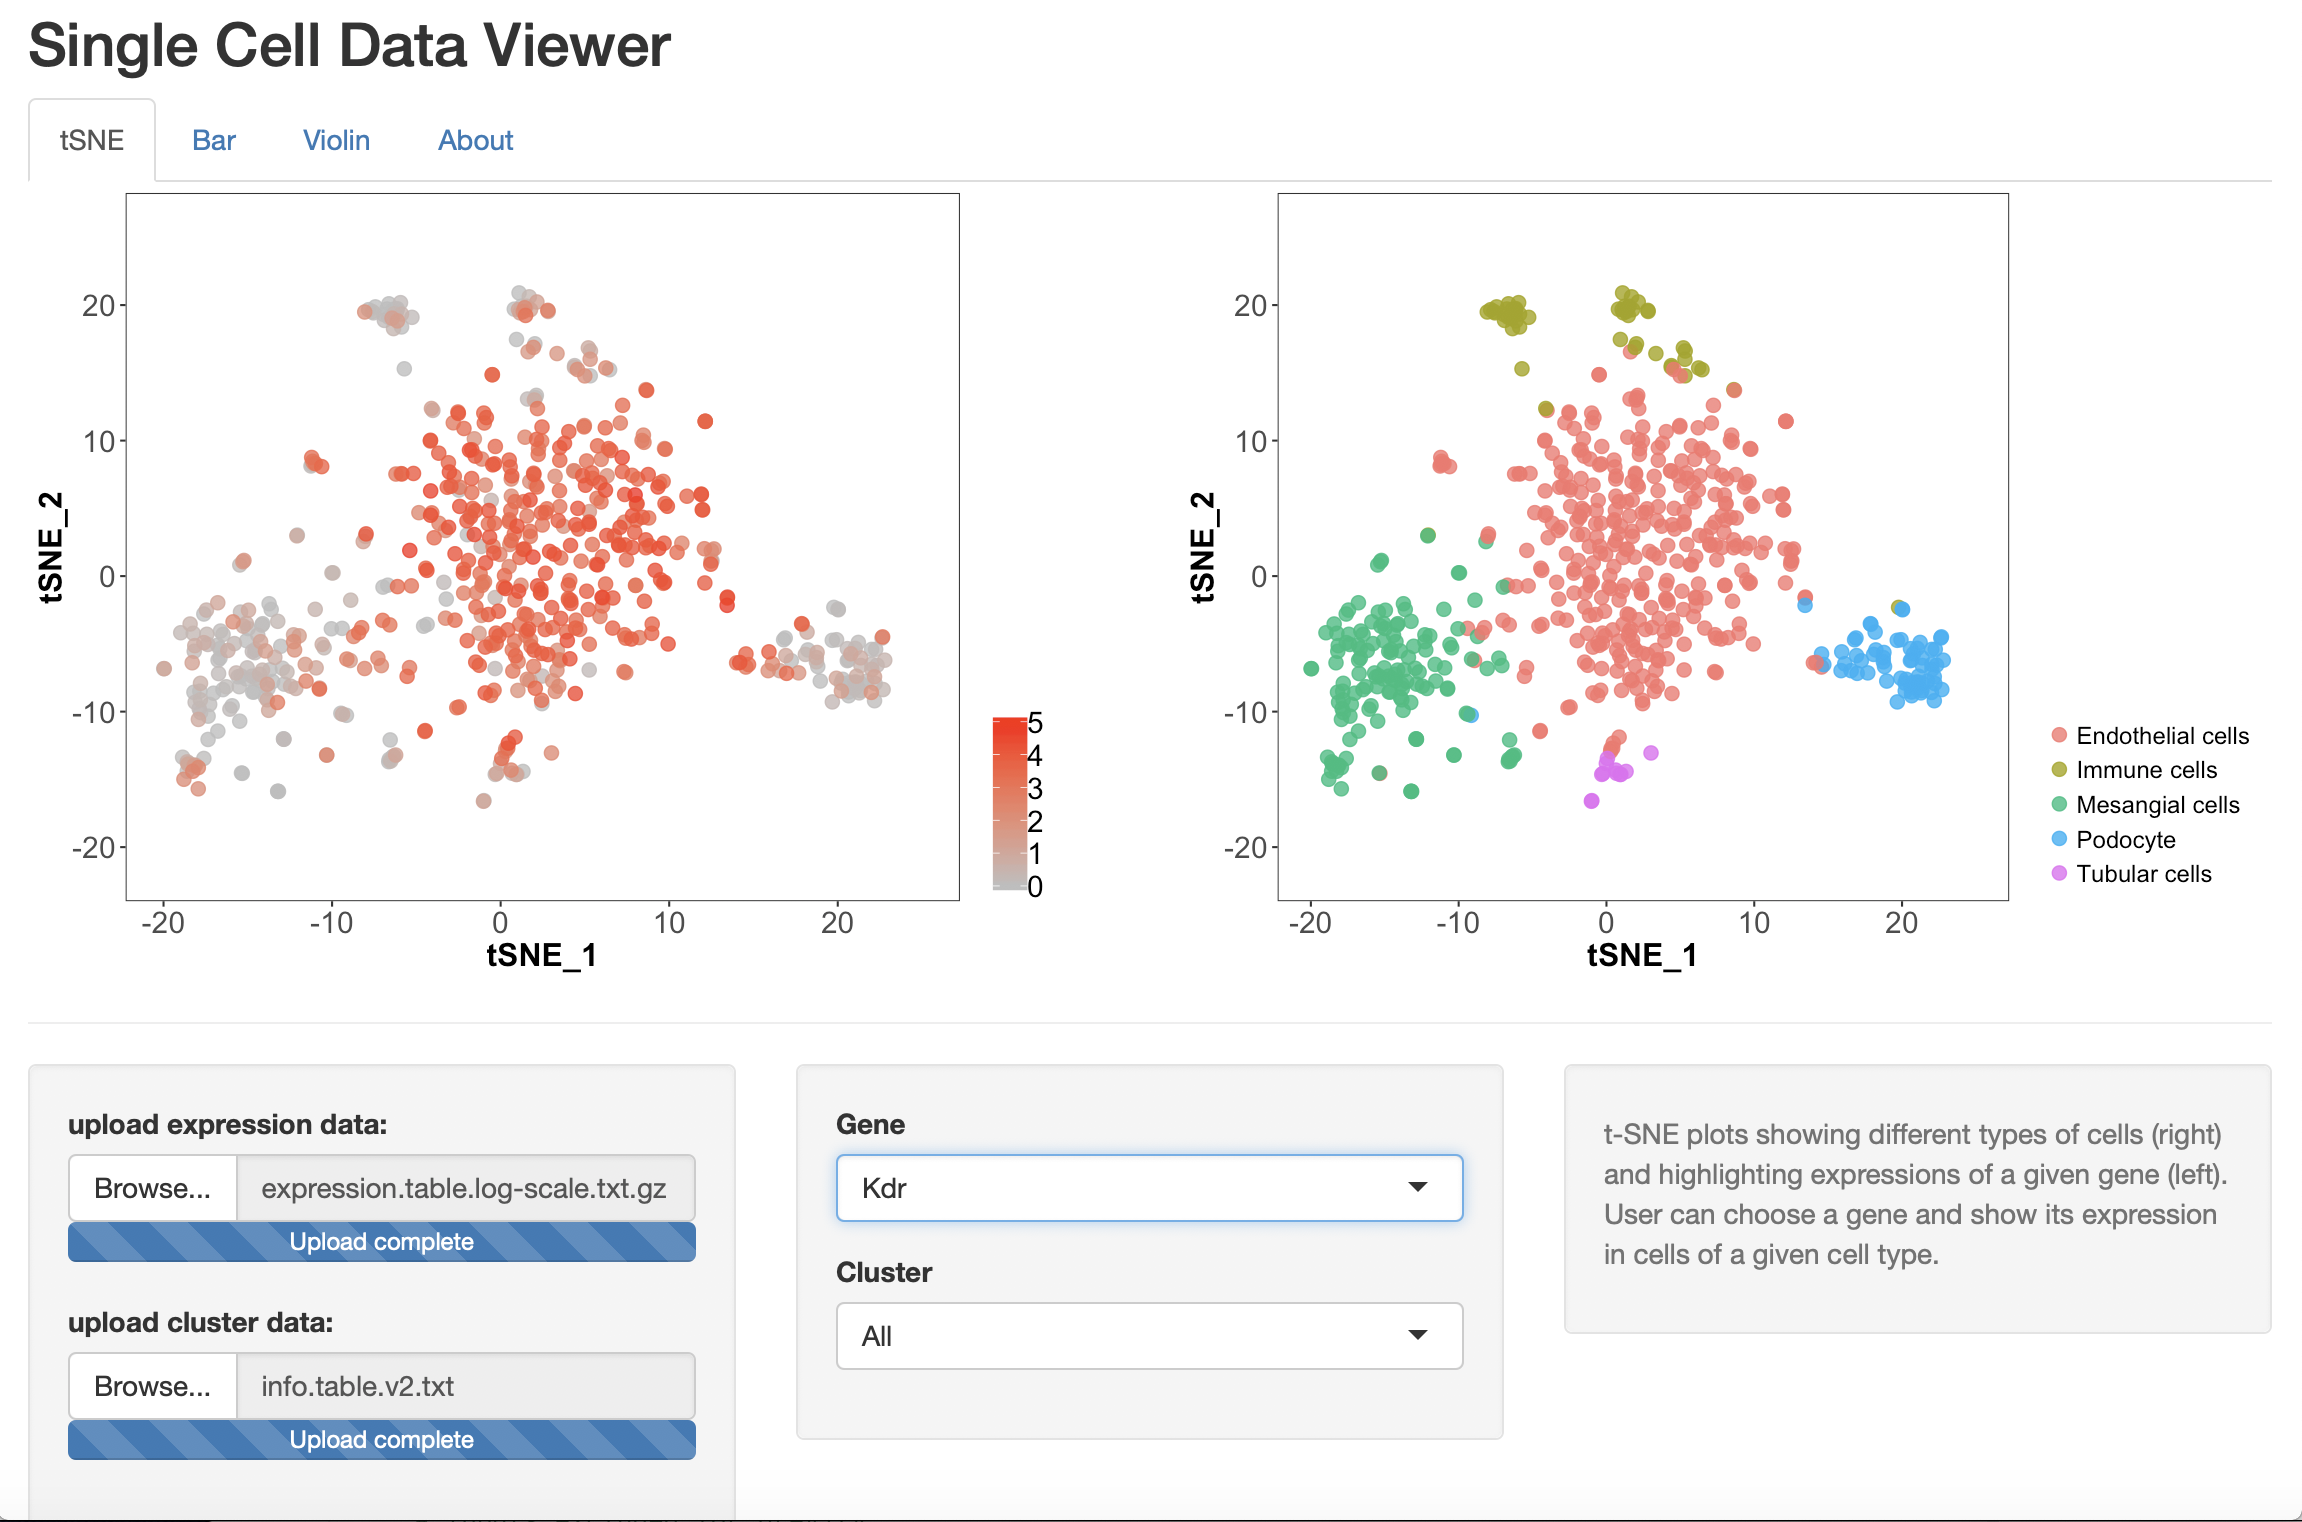 Single Cell Data Viewer
tSNE
Bar
Violin
About
tSNE_2
20
10
0
-10
-20
-20
-10
0
10
20
tSNE_1
5
4
3
2
1
0
tSNE_2
20
10
0
-10
-20
-20
-10
0
10
20
tSNE_1
Endothelial cells
Immune cells
Mesangial cells
Podocyte
Tubular cells
upload expression data:
Browse...
expression.table.log-scale.txt.gz
Upload complete
upload cluster data:
Browse...
info.table.v2.txt
Upload complete
Gene
Kdr
Cluster
All
t-SNE plots showing different types of cells (right)
and highlighting expressions of a given gene (left).
User can choose a gene and show its expression
in cells of a given cell type.